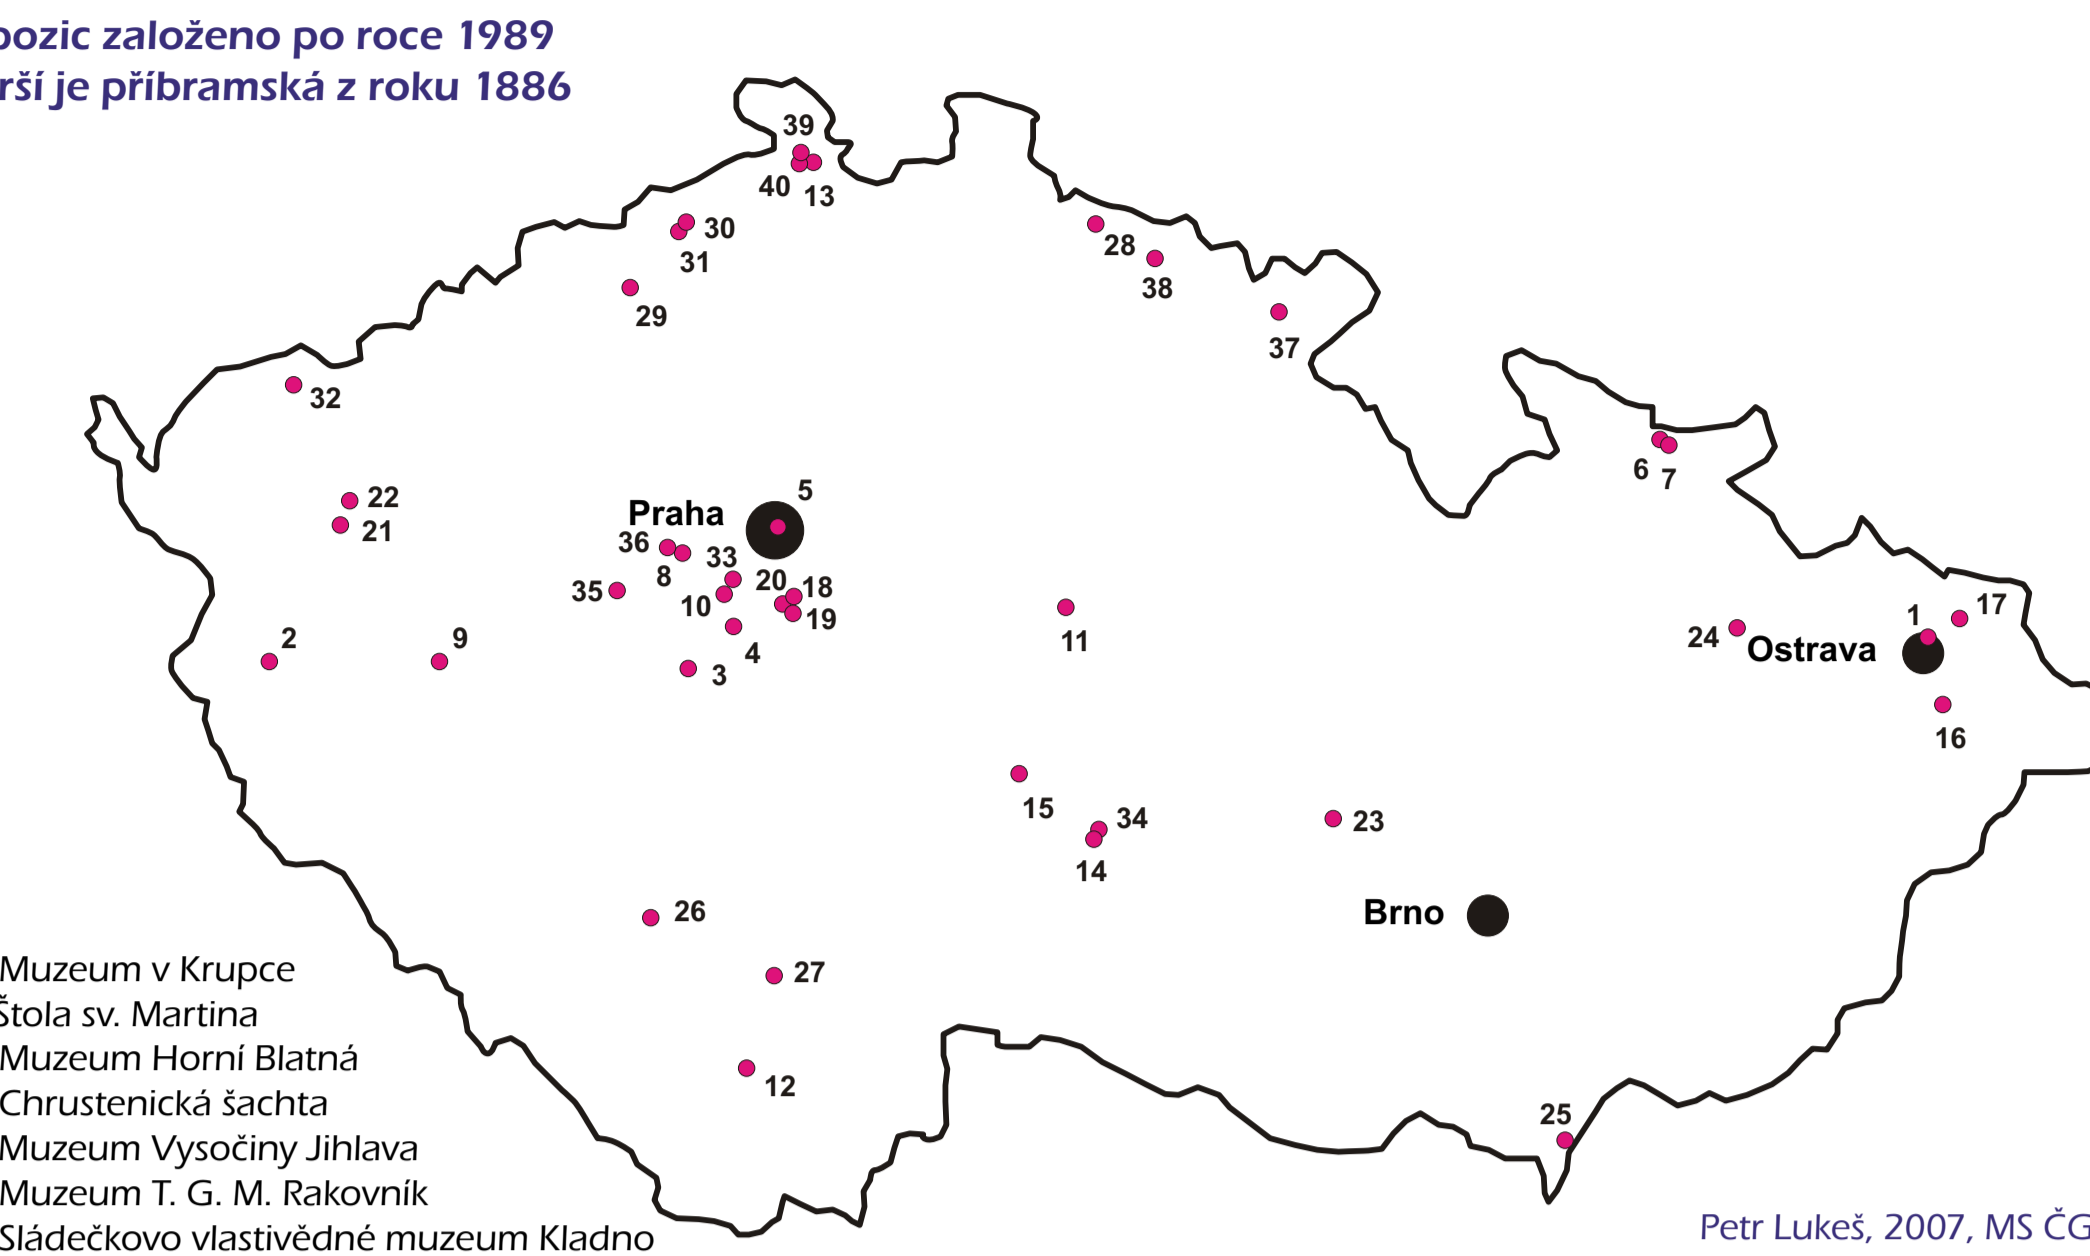 pozic založeno po roce 1989
rší je příbramská z roku 1886
39
40 13
30
31
28
38
29
37
32
6 7
22
5
Praha
21
36
33
8
20 18
35
10
19
17
1
24
Ostrava
2
9
11
4
3
16
15
34
23
14
26
Brno
27
12
25
Muzeum v Krupce
Štola sv. Martina
Muzeum Horní Blatná
Chrustenická šachta
Muzeum Vysočiny Jihlava
Muzeum T. G. M. Rakovník
Sládečkovo vlastivědné muzeum Kladno
Petr Lukeš, 2007, MS ČG